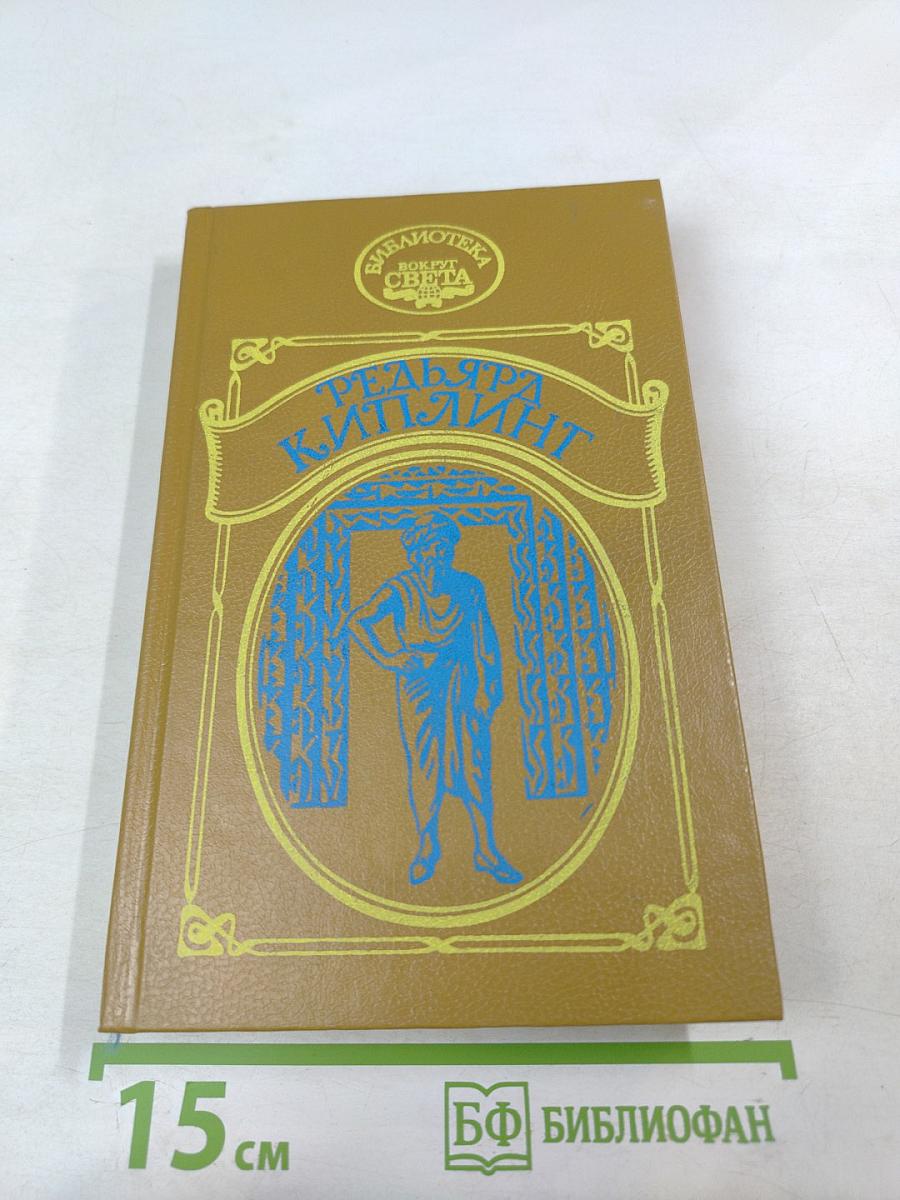 БИБЛИОТЕКА
ВОКРУГ
СВЕТА
РЕДЬЯРД
КИПЛИНГ
15 см
БФ БИБЛИОФАН